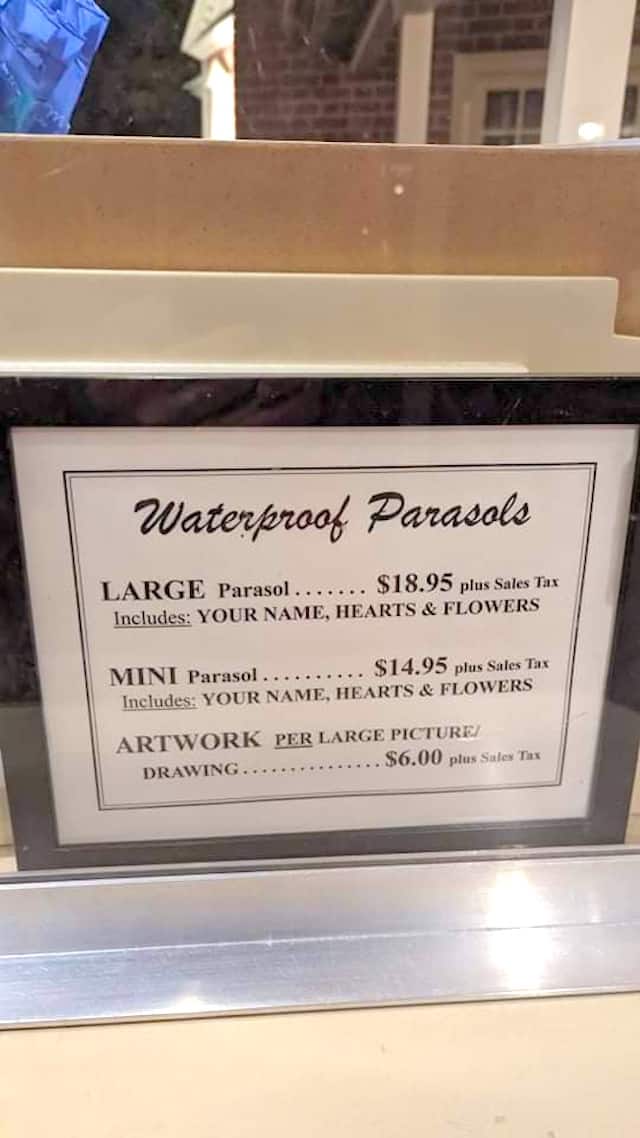 Waterproof Parasols
LARGE Parasol ....... $18.95 plus Sales Tax
Includes: YOUR NAME, HEARTS & FLOWERS
MINI Parasol .......... $14.95 plus Sales Tax
Includes: YOUR NAME, HEARTS & FLOWERS
ARTWORK PER LARGE PICTURE/
DRAWING ............... $6.00 plus Sales Tax